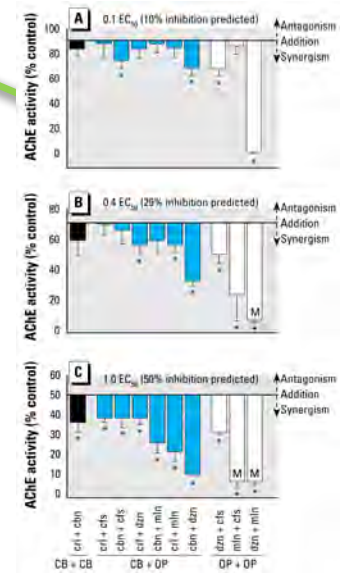 A
0.1 EC50 (10% inhibition predicted)
Antagonism
Addition
Synergism
AChE activity (% control)
100
80
60
40
20
0
*
*
*
*
B
0.4 EC50 (29% inhibition predicted)
Antagonism
Addition
Synergism
AChE activity (% control)
80
60
40
20
0
M
*
*
*
*
*
*
C
1.0 EC50 (50% inhibition predicted)
Antagonism
Addition
Synergism
AChE activity (% control)
60
50
40
30
20
10
0
M
M
*
*
*
*
*
*
*
*
*
*
crl + cbn
crl + cfs
cbn + cfs
crl + dzn
cbn + mln
crl + mln
cbn + dzn
dzn + cfs
mln + cfs
dzn + mln
CB + CB
CB + OP
OP + OP